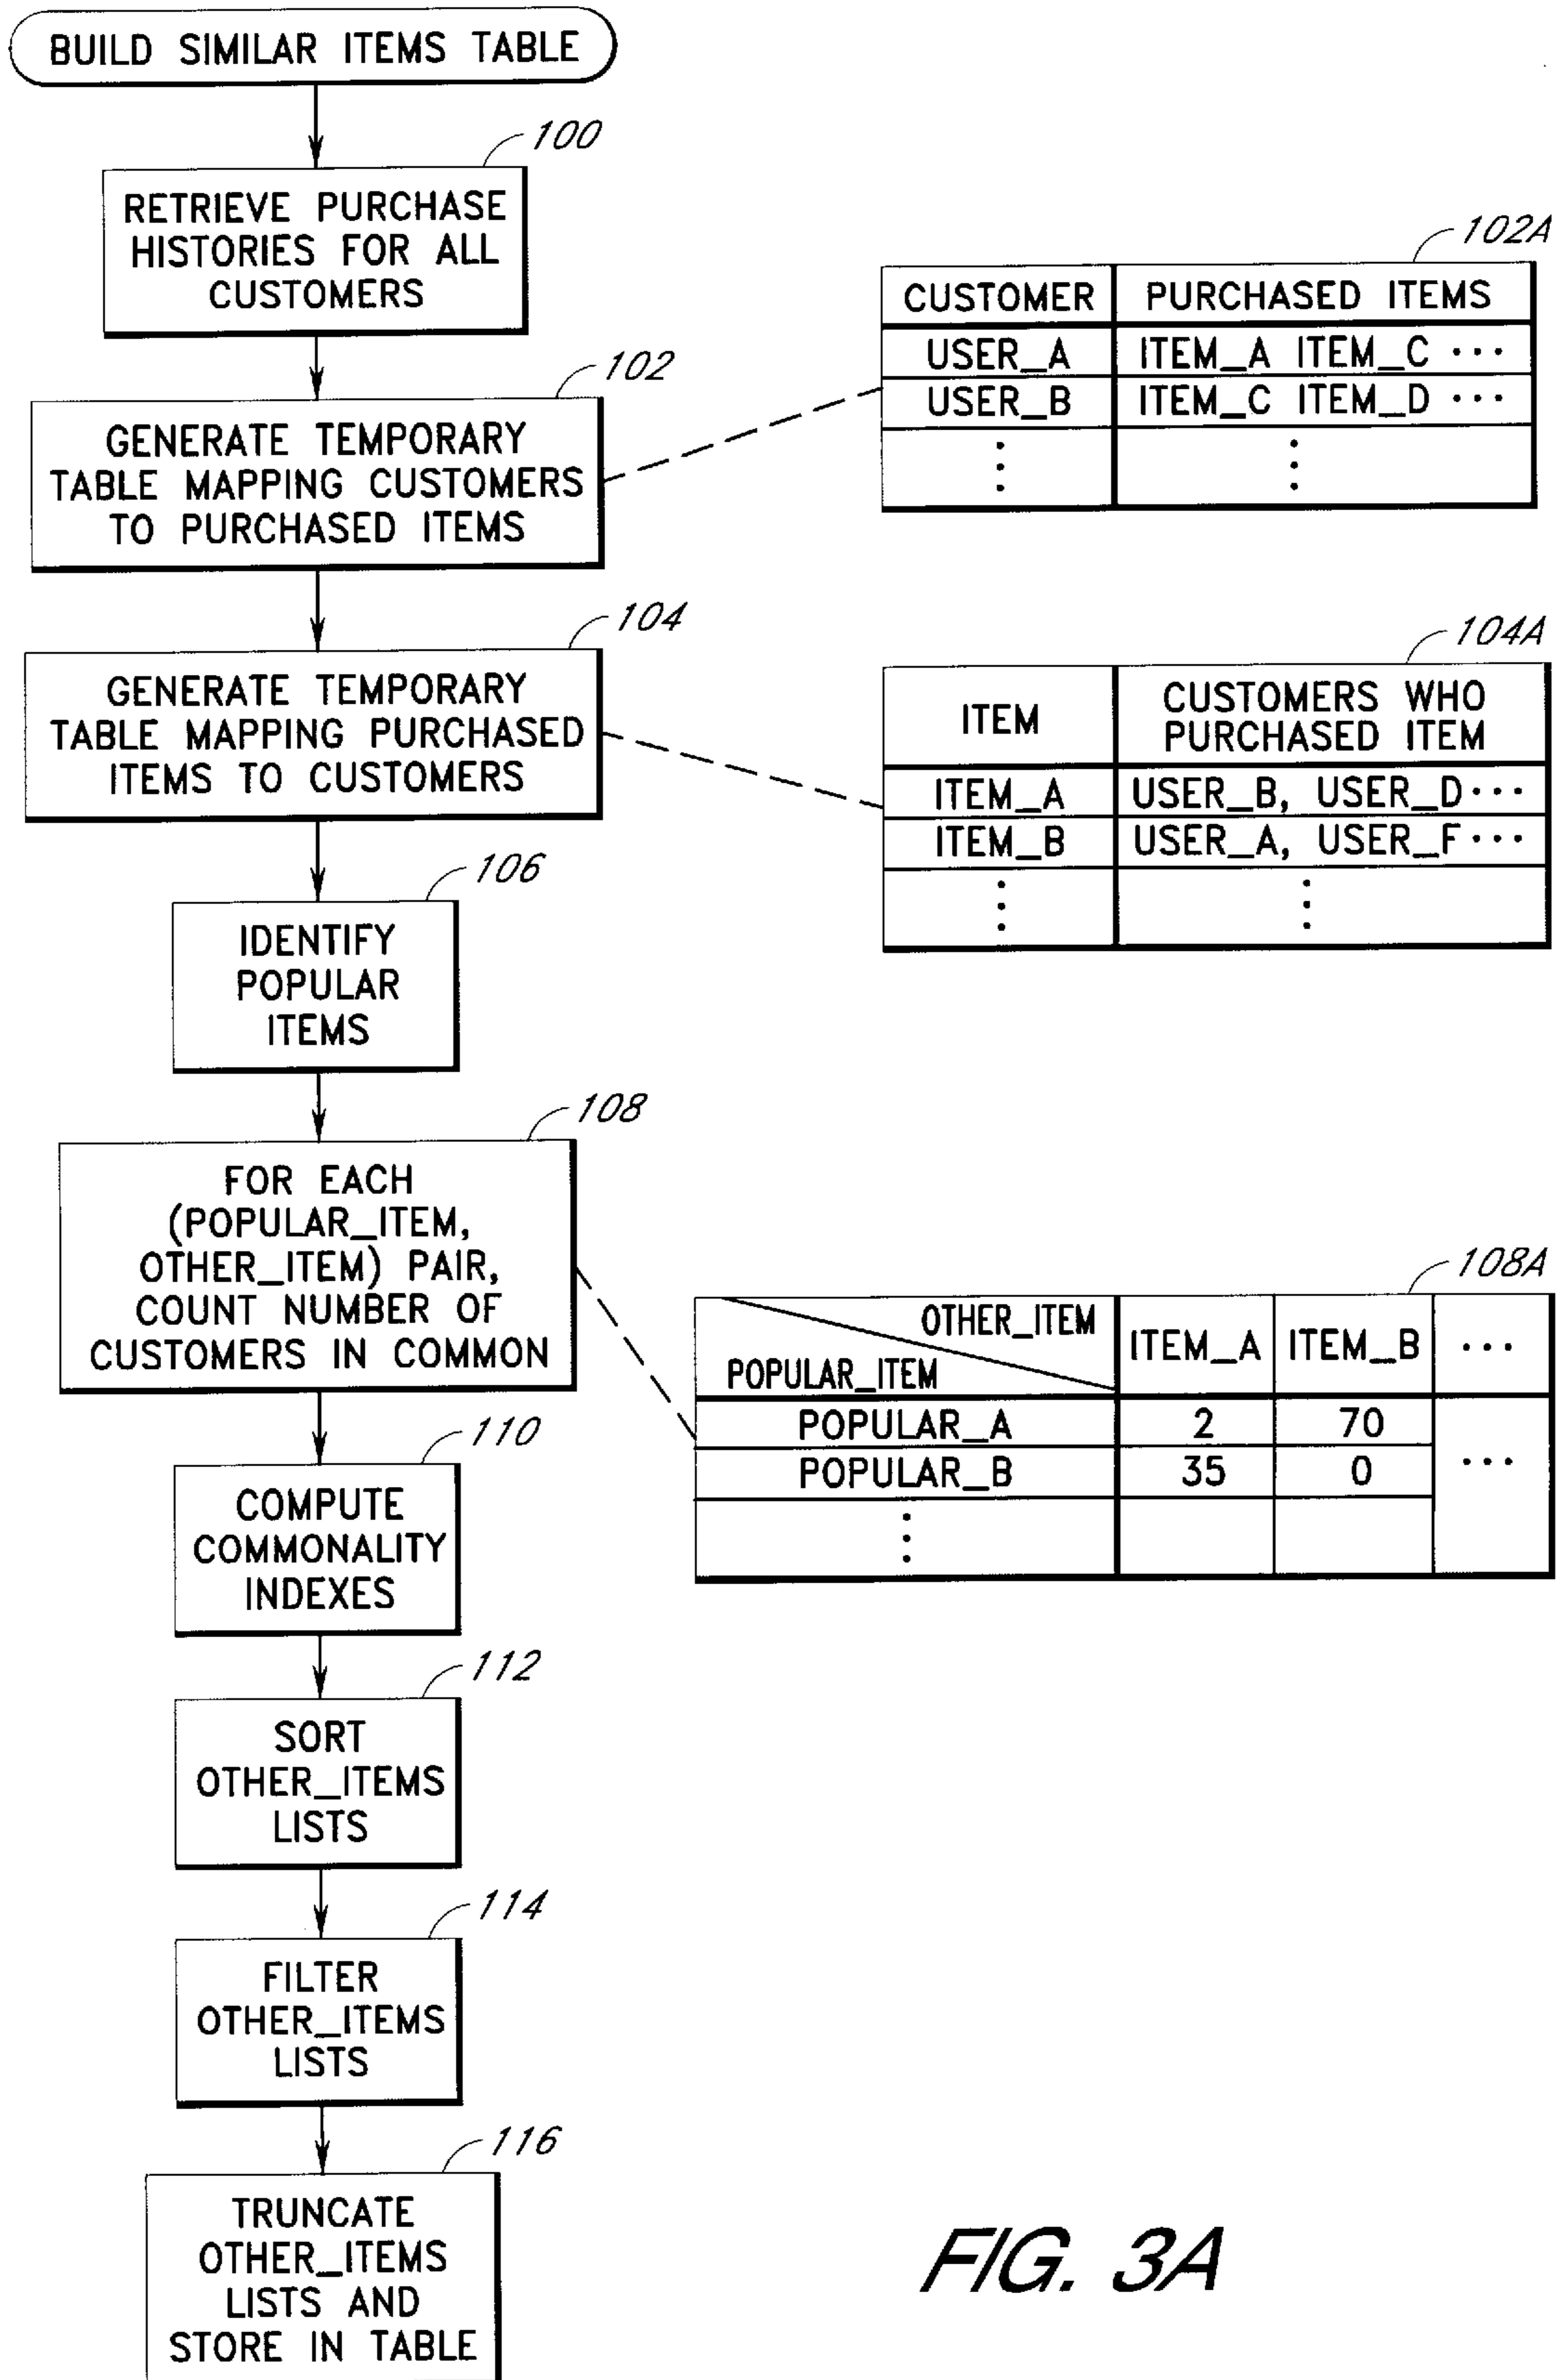 BUILD SIMILAR ITEMS TABLE
100
RETRIEVE PURCHASE
HISTORIES FOR ALL
CUSTOMERS
102
GENERATE TEMPORARY
TABLE MAPPING CUSTOMERS
TO PURCHASED ITEMS
102A
CUSTOMER PURCHASED ITEMS
USER_A ITEM_A ITEM_C ...
USER_B ITEM_C ITEM_D ...
104
GENERATE TEMPORARY
TABLE MAPPING PURCHASED
ITEMS TO CUSTOMERS
104A
ITEM
CUSTOMERS WHO
PURCHASED ITEM
ITEM_A USER_B, USER_D...
ITEM_B USER_A, USER_F...
106
IDENTIFY
POPULAR
ITEMS
108
FOR EACH
(POPULAR_ITEM,
OTHER_ITEM) PAIR,
COUNT NUMBER OF
CUSTOMERS IN COMMON
108A
OTHER_ITEM
POPULAR_ITEM
ITEM_A ITEM_B ...
POPULAR_A 2 70
POPULAR_B 35 0 ...
110
COMPUTE
COMMONALITY
INDEXES
112
SORT
OTHER_ITEMS
LISTS
114
FILTER
OTHER_ITEMS
LISTS
116
TRUNCATE
OTHER_ITEMS
LISTS AND
STORE IN TABLE
FIG. 3A